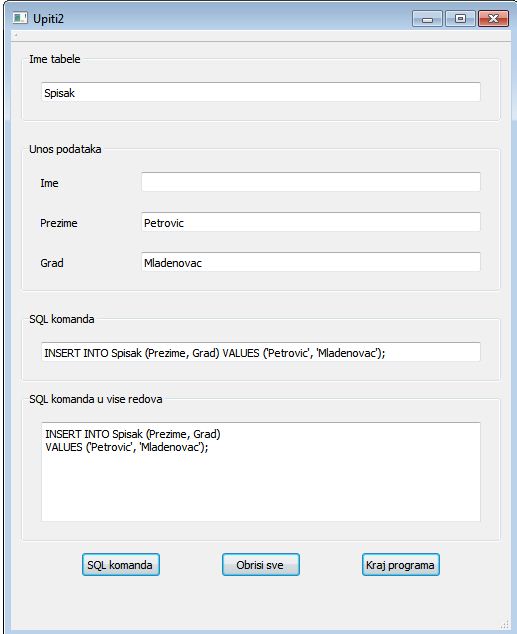 Upiti2
Ime tabele
Spisak
Unos podataka
Ime
Prezime
Petrovic
Grad
Mladenovac
SQL komanda
INSERT INTO Spisak (Prezime, Grad) VALUES ('Petrovic', 'Mladenovac');
SQL komanda u vise redova
INSERT INTO Spisak (Prezime, Grad)
VALUES ('Petrovic', 'Mladenovac');
SQL komanda
Obrisi sve
Kraj programa